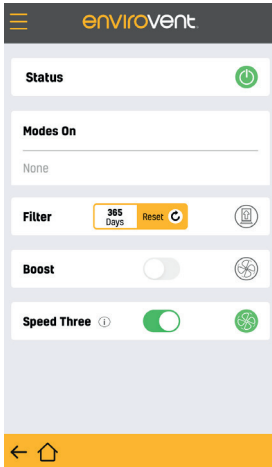 envirovent
Status
Modes On
None
Filter
365
Days
Reset
Boost
Speed Three